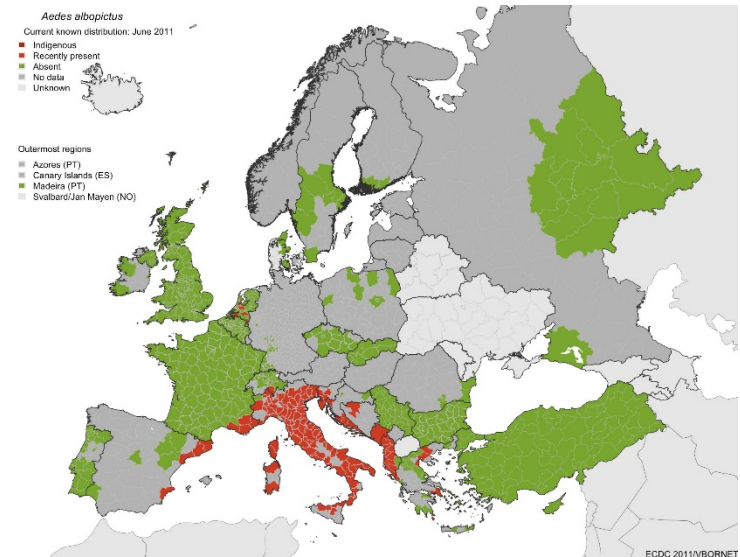 Aedes albopictus
Current known distribution: June 2011
Indigenous
Recently present
Absent
No data
Unknown
Outermost regions
Azores (PT)
Canary Islands (ES)
Madeira (PT)
Svalbard/Jan Mayen (NO)
ECDC 2011/VBORNET